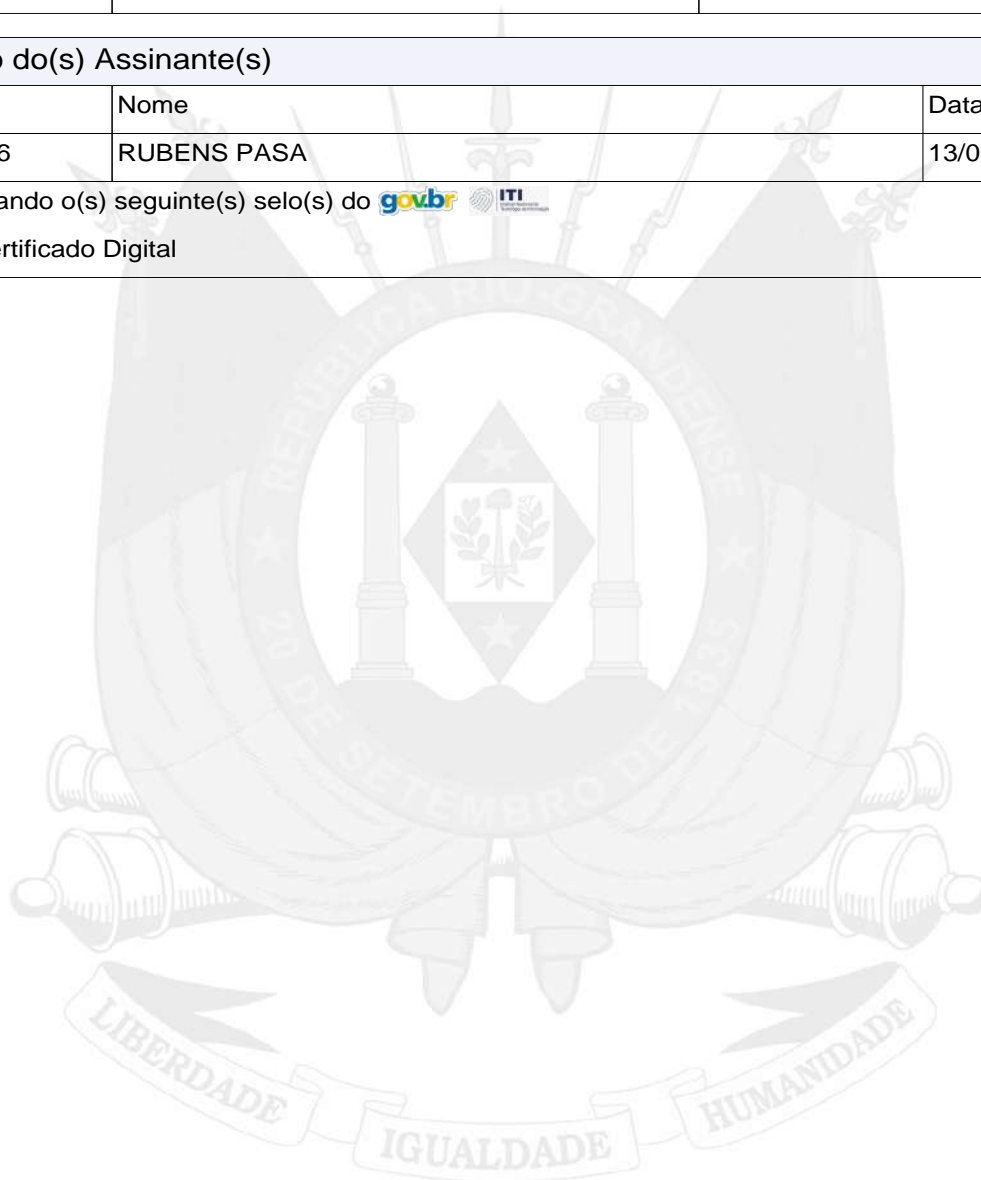 o do(s) Assinante(s)
Nome
Data
6
RUBENS PASA
13/0
ando o(s) seguinte(s) selo(s) do gov.br ITI
ertificado Digital
REPÚBLICA RIO-GRANDENSE
20 DE SETEMBRO DE 1835
LIBERDADE
IGUALDADE
HUMANIDADE